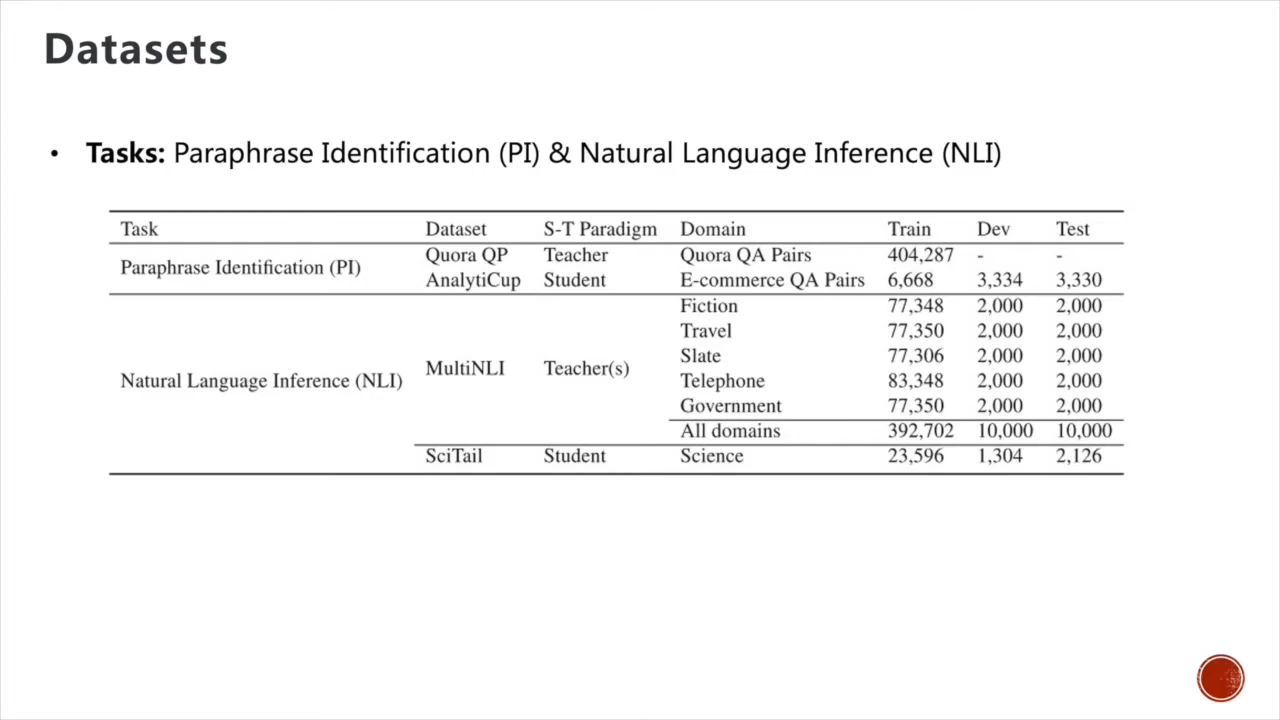 Datasets
• Tasks: Paraphrase Identification (PI) & Natural Language Inference (NLI)
Task Dataset S-T Paradigm Domain Train Dev Test
Paraphrase Identification (PI) Quora QP Teacher Quora QA Pairs 404,287 - -
AnalytiCup Student E-commerce QA Pairs 6,668 3,334 3,330
Natural Language Inference (NLI) MultiNLI Teacher(s) Fiction 77,348 2,000 2,000
Travel 77,350 2,000 2,000
Slate 77,306 2,000 2,000
Telephone 83,348 2,000 2,000
Government 77,350 2,000 2,000
All domains 392,702 10,000 10,000
SciTail Student Science 23,596 1,304 2,126